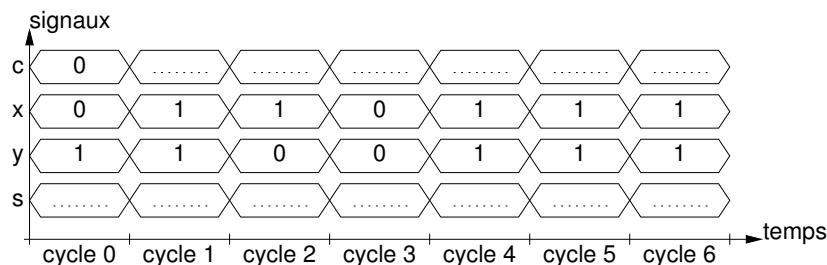 signaux
c 0 ........ ........ ........ ........ ........ ........
x 0 1 1 0 1 1 1
y 1 1 0 0 1 1 1
s ........ ........ ........ ........ ........ ........ ........
temps
cycle 0 cycle 1 cycle 2 cycle 3 cycle 4 cycle 5 cycle 6